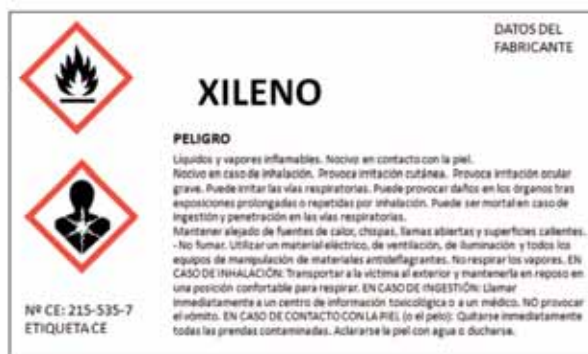 DATOS DEL
FABRICANTE
XILENO
PELIGRO
Líquidos y vapores inflamables. Nocivo en contacto con la piel.
Nocivo en caso de inhalación. Provoca irritación cutánea. Provoca irritación ocular
grave. Puede irritar las vías respiratorias. Puede provocar daños en los órganos tras
exposiciones prolongadas o repetidas por inhalación. Puede ser mortal en caso de
ingestión y penetración en las vías respiratorias.
Mantener alejado de fuentes de calor, chispas, llamas abiertas y superficies calientes.
- No fumar. Utilizar un material eléctrico, de ventilación, de iluminación y todos los
equipos de manipulación de materiales antideflagrantes. No respirar los vapores. EN
CASO DE INHALACIÓN: Transportar a la víctima al exterior y mantenerla en reposo en
una posición confortable para respirar. EN CASO DE INGESTIÓN: Llamar
inmediatamente a un centro de información toxicológica o a un médico. NO provocar
el vómito. EN CASO DE CONTACTO CON LA PIEL (o el pelo): Quitarse inmediatamente
todas las prendas contaminadas. Aclararse la piel con agua o ducharse.
Nº CE: 215-535-7
ETIQUETA CE